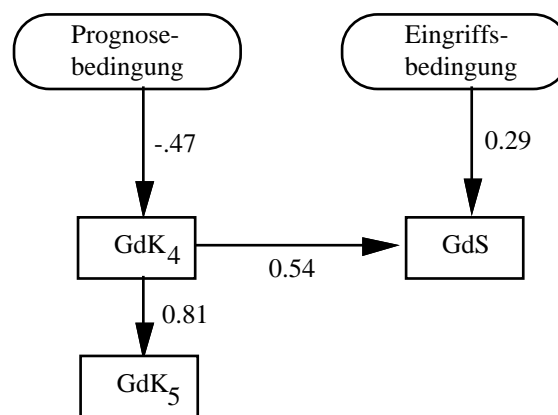 Prognose-
bedingung
Eingriffs-
bedingung
-.47
0.29
GdK4
GdS
0.54
0.81
GdK5